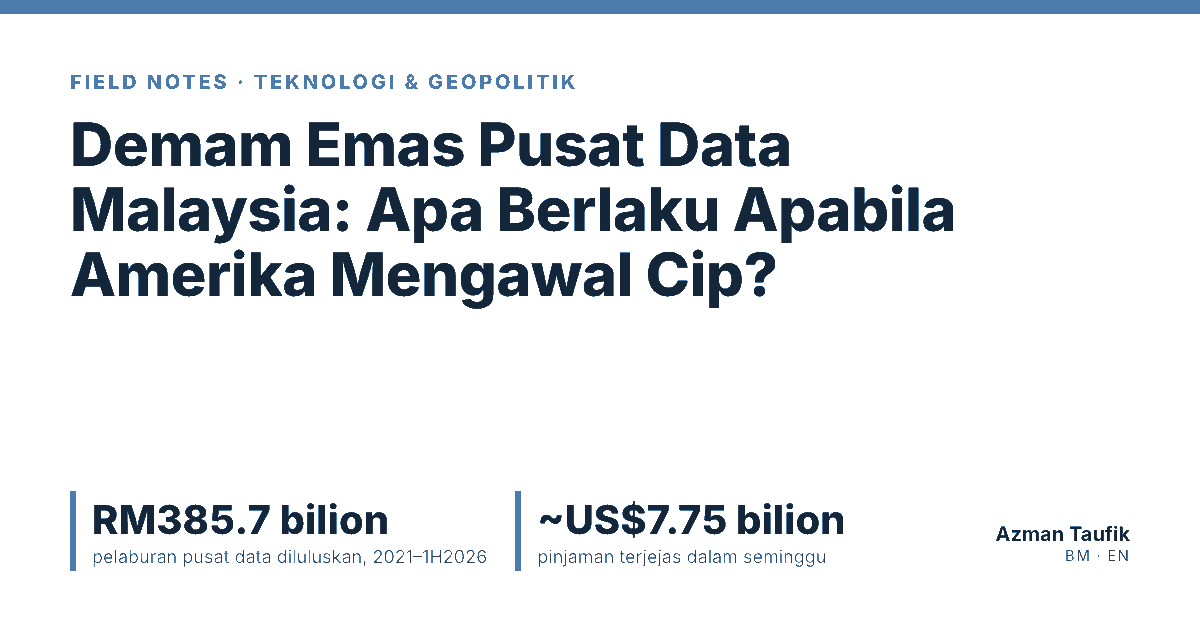 FIELD NOTES · TEKNOLOGI & GEOPOLITIK
Demam Emas Pusat Data
Malaysia: Apa Berlaku Apabila
Amerika Mengawal Cip?
RM385.7 bilion
pelaburan pusat data diluluskan, 2021–1H2026
~US$7.75 bilion
pinjaman terjejas dalam seminggu
Azman Taufik
BM · EN